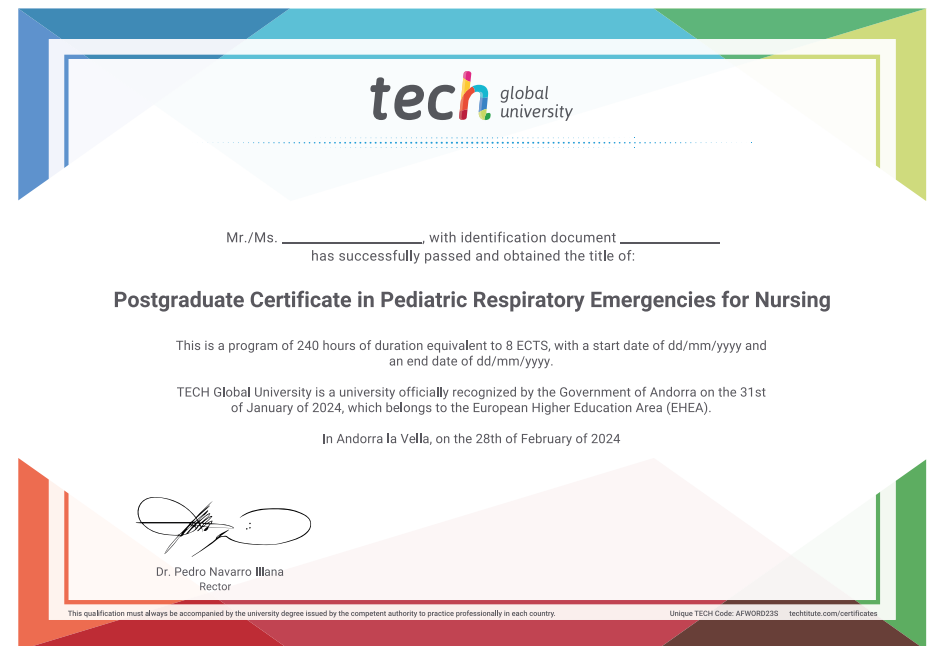 tech global
university
Mr./Ms. ____________________, with identification document ______________
has successfully passed and obtained the title of:
Postgraduate Certificate in Pediatric Respiratory Emergencies for Nursing
This is a program of 240 hours of duration equivalent to 8 ECTS, with a start date of dd/mm/yyyy and
an end date of dd/mm/yyyy.
TECH Global University is a university officially recognized by the Government of Andorra on the 31st
of January of 2024, which belongs to the European Higher Education Area (EHEA).
In Andorra la Vella, on the 28th of February of 2024
Dr. Pedro Navarro Illana
Rector
This qualification must always be accompanied by the university degree issued by the competent authority to practice professionally in each country.
Unique TECH Code: AFWORD23S techtitute.com/certificates